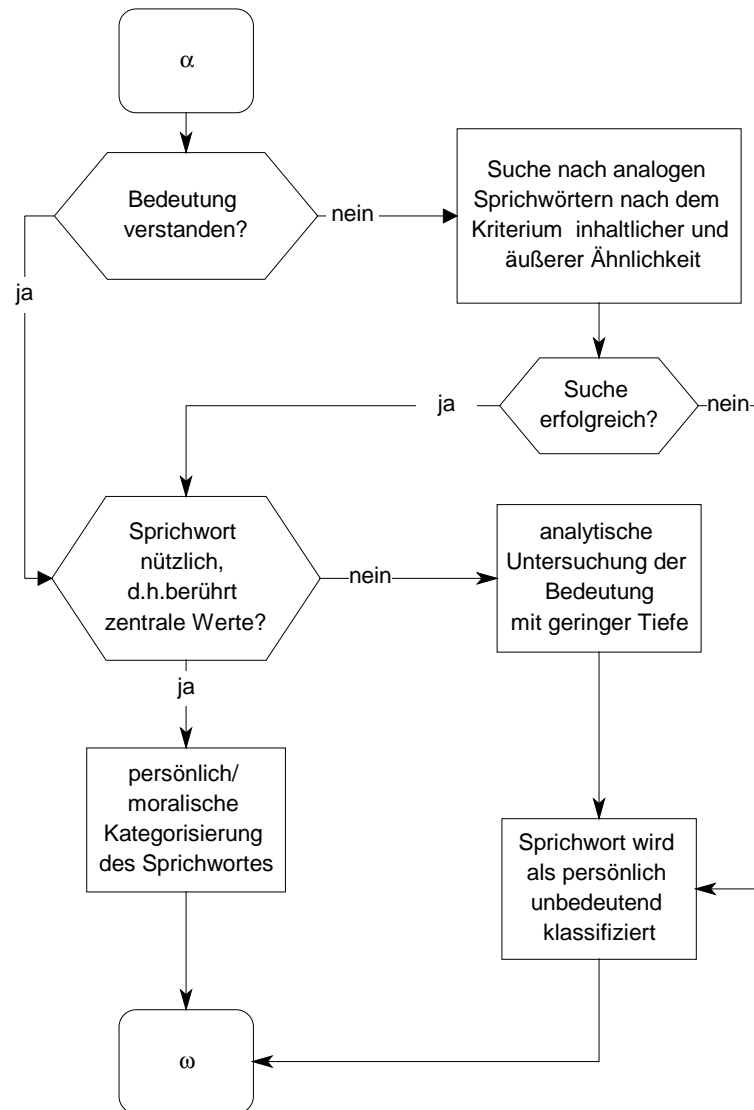 α
Bedeutung
verstanden?
nein
Suche nach analogen
Sprichwörtern nach dem
Kriterium inhaltlicher und
äußerer Ähnlichkeit
ja
Suche
erfolgreich?
ja
nein
Sprichwort
nützlich,
d.h.berührt
zentrale Werte?
nein
analytische
Untersuchung der
Bedeutung
mit geringer Tiefe
ja
persönlich/
moralische
Kategorisierung
des Sprichwortes
Sprichwort wird
als persönlich
unbedeutend
klassifiziert
ω